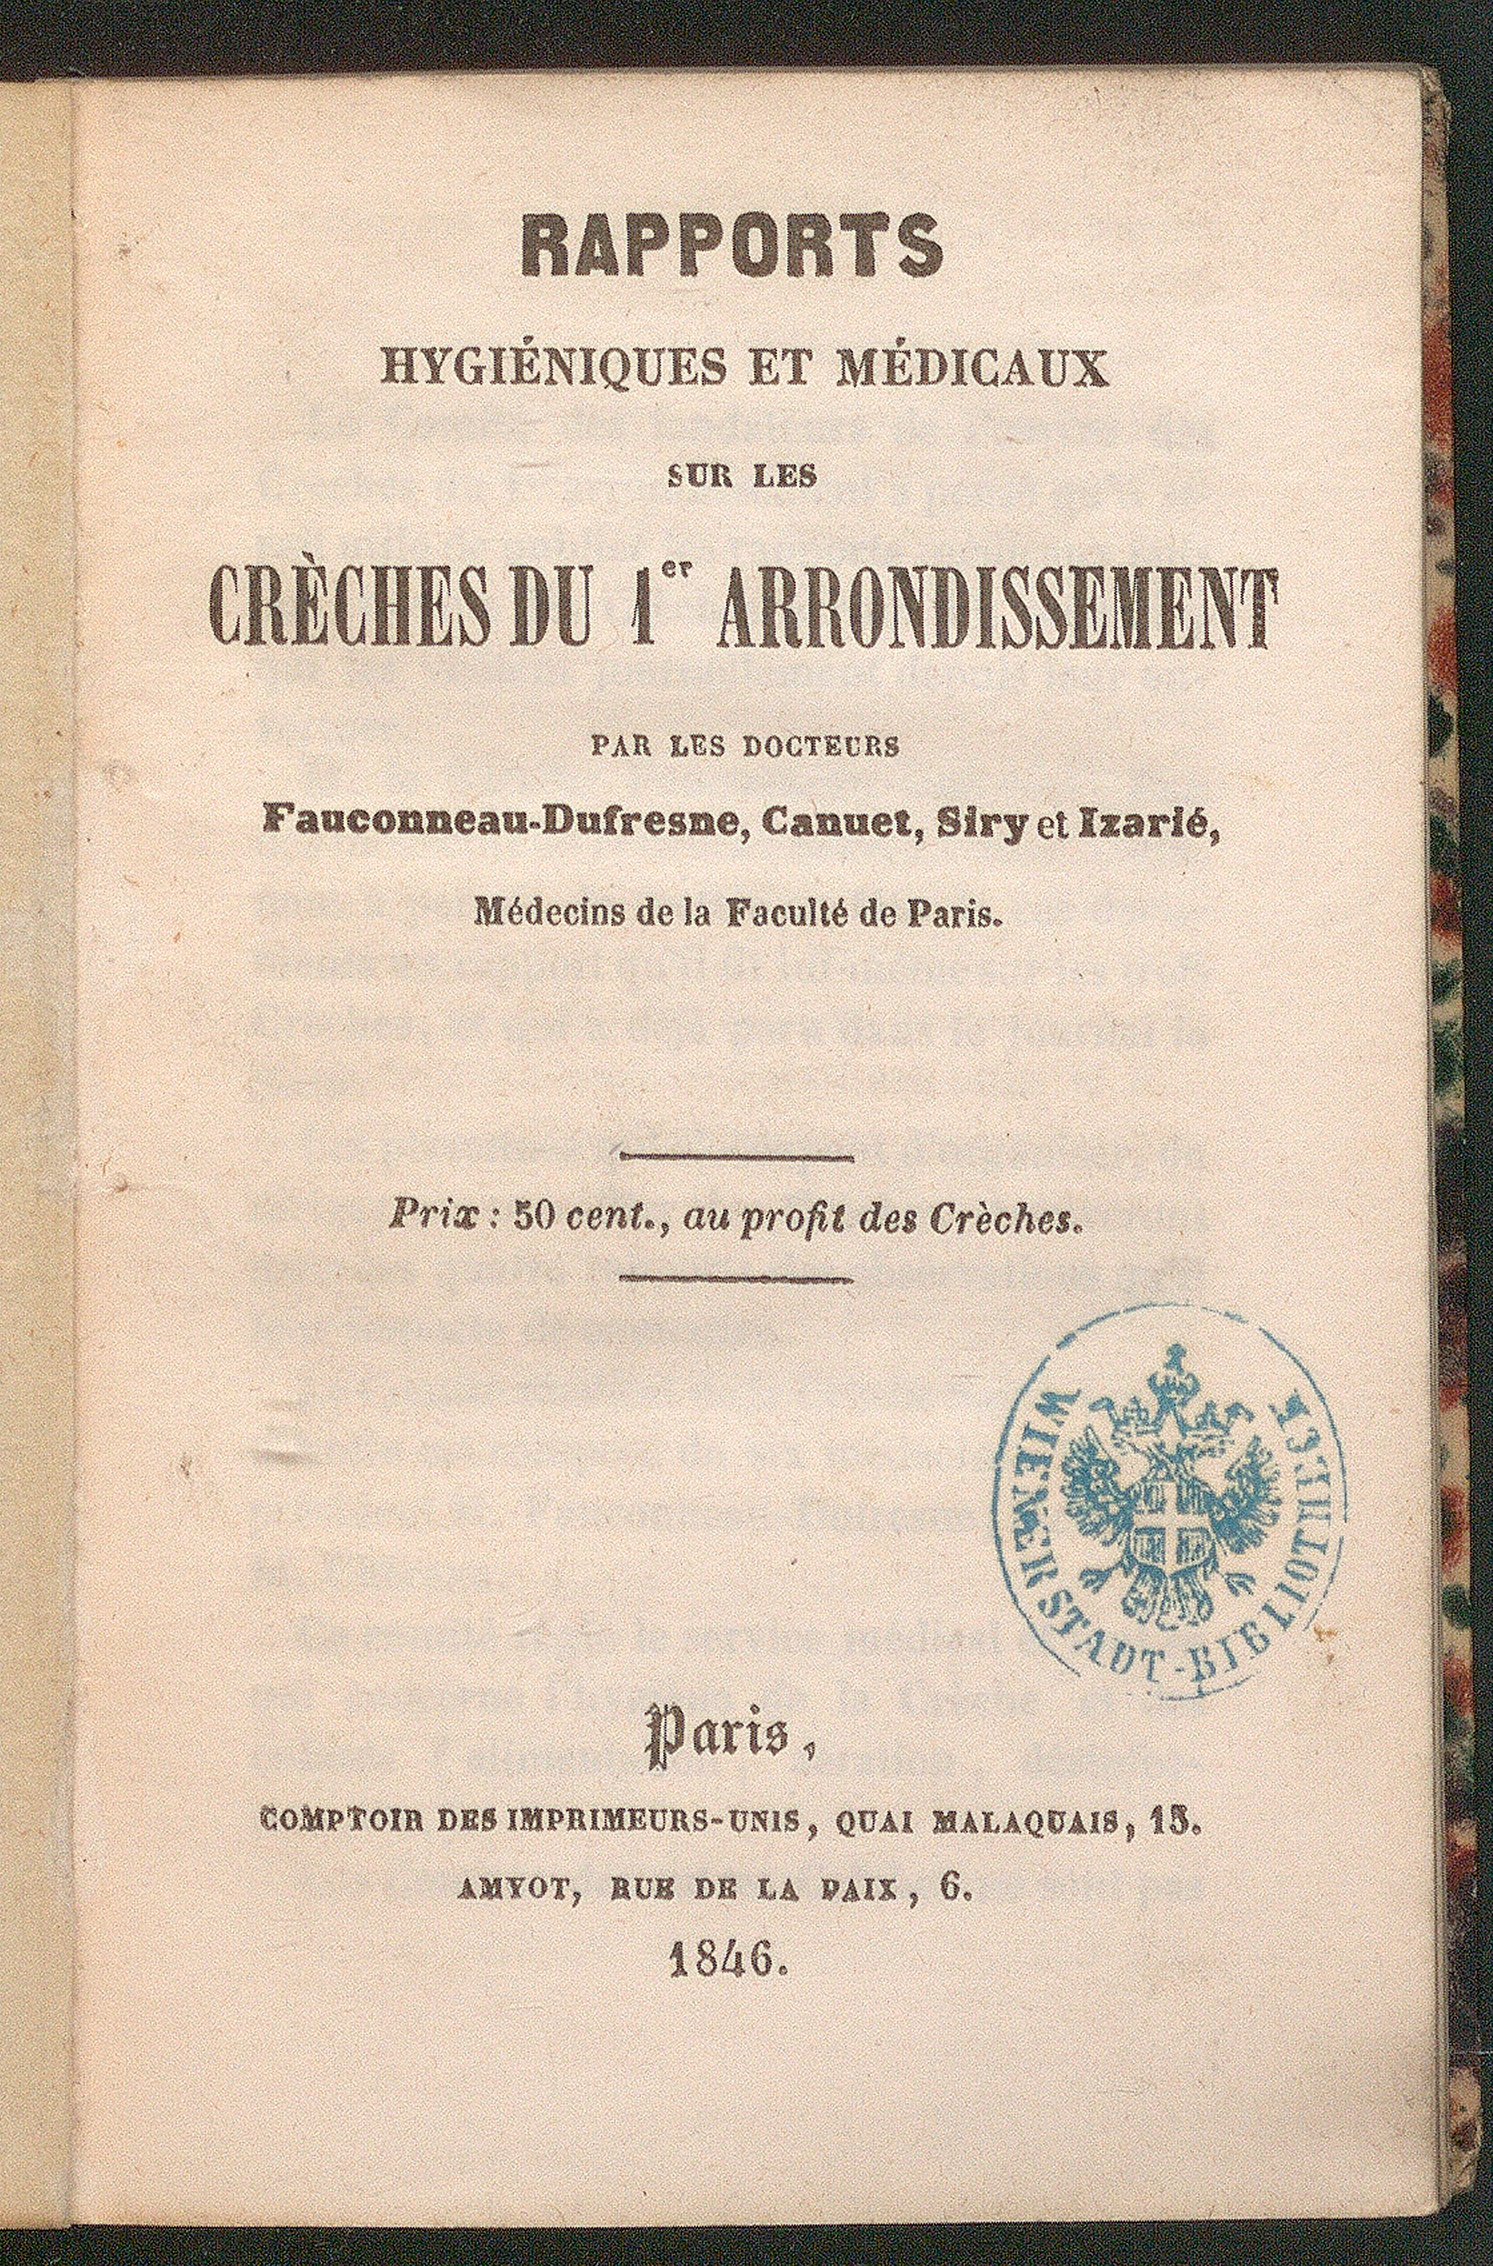 RAPPORTS
HYGIÉNIQUES ET MÉDICAUX
SUR LES
CRÈCHES DU 1er ARRONDISSEMENT
PAR LES DOCTEURS
Fauconneau-Dufresne, Canuet, Siry et Izarié,
Médecins de la Faculté de Paris.
Prix : 50 cent., au profit des Crèches.
WIENER STADT-BIBLIOTHEK
Paris,
COMPTOIR DES IMPRIMEURS-UNIS, QUAI MALAQUAIS, 15.
AMYOT, RUE DE LA PAIX, 6.
1846.